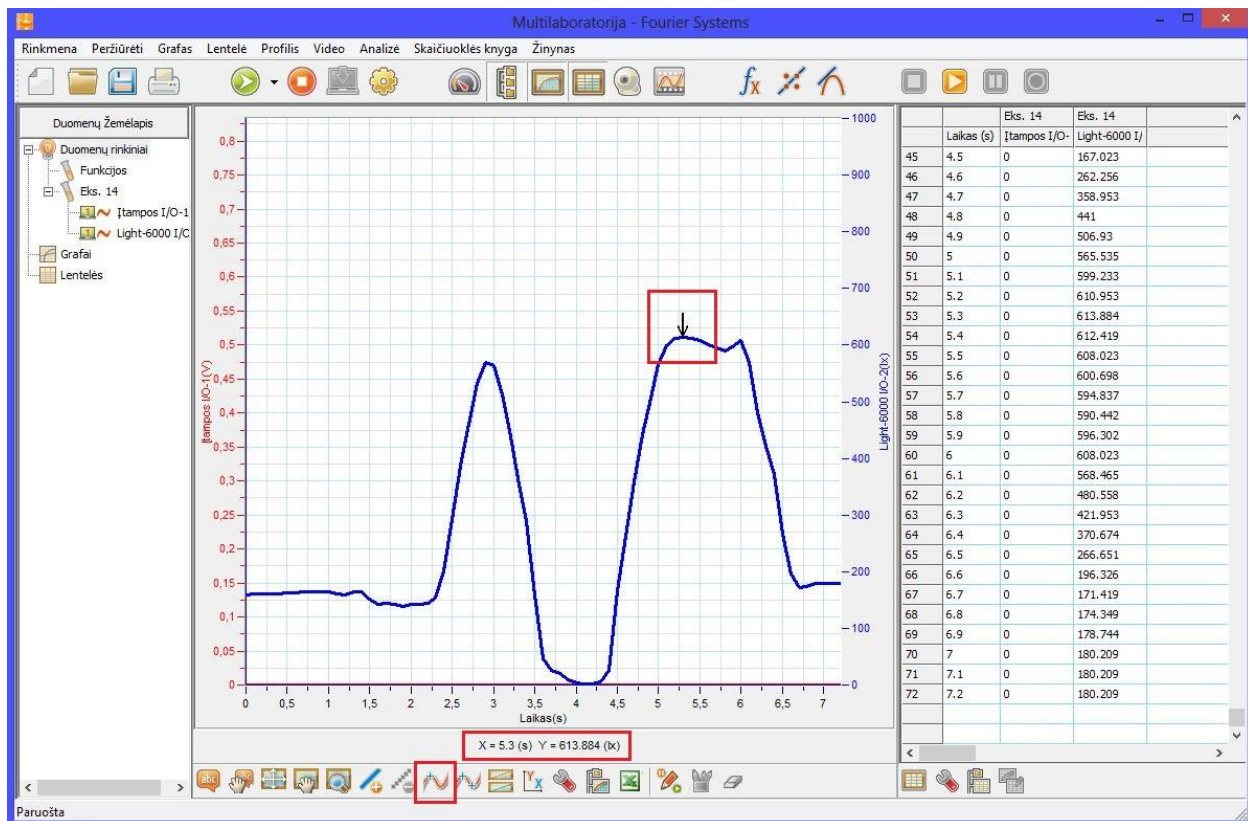 Multilaboratorija - Fourier Systems
Rinkmena Peržiūrėti Grafas Lentelė Profilis Video Analizė Skaičiuoklės knyga Žinynas
fx
Duomenų Žemėlapis
Duomenų rinkiniai
Funkcijos
Eks. 14
Įtampos I/O-1
Light-6000 I/O
Grafai
Lentelės
Įtampos I/O-1(V)
0,8
0,75
0,7
0,65
0,6
0,55
0,5
0,45
0,4
0,35
0,3
0,25
0,2
0,15
0,1
0,05
0
0 0,5 1 1,5 2 2,5 3 3,5 4 4,5 5 5,5 6 6,5 7
Laikas(s)
1000
900
800
700
600
500
400
300
200
100
0
Light-6000 I/O-2(lx)
X = 5.3 (s) Y = 613.884 (lx)
abc
Yx
Eks. 14 Eks. 14
Laikas (s) Įtampos I/O- Light-6000 I/
45 4.5 0 167.023
46 4.6 0 262.256
47 4.7 0 358.953
48 4.8 0 441
49 4.9 0 506.93
50 5 0 565.535
51 5.1 0 599.233
52 5.2 0 610.953
53 5.3 0 613.884
54 5.4 0 612.419
55 5.5 0 608.023
56 5.6 0 600.698
57 5.7 0 594.837
58 5.8 0 590.442
59 5.9 0 596.302
60 6 0 608.023
61 6.1 0 568.465
62 6.2 0 480.558
63 6.3 0 421.953
64 6.4 0 370.674
65 6.5 0 266.651
66 6.6 0 196.326
67 6.7 0 171.419
68 6.8 0 174.349
69 6.9 0 178.744
70 7 0 180.209
71 7.1 0 180.209
72 7.2 0 180.209
Paruošta